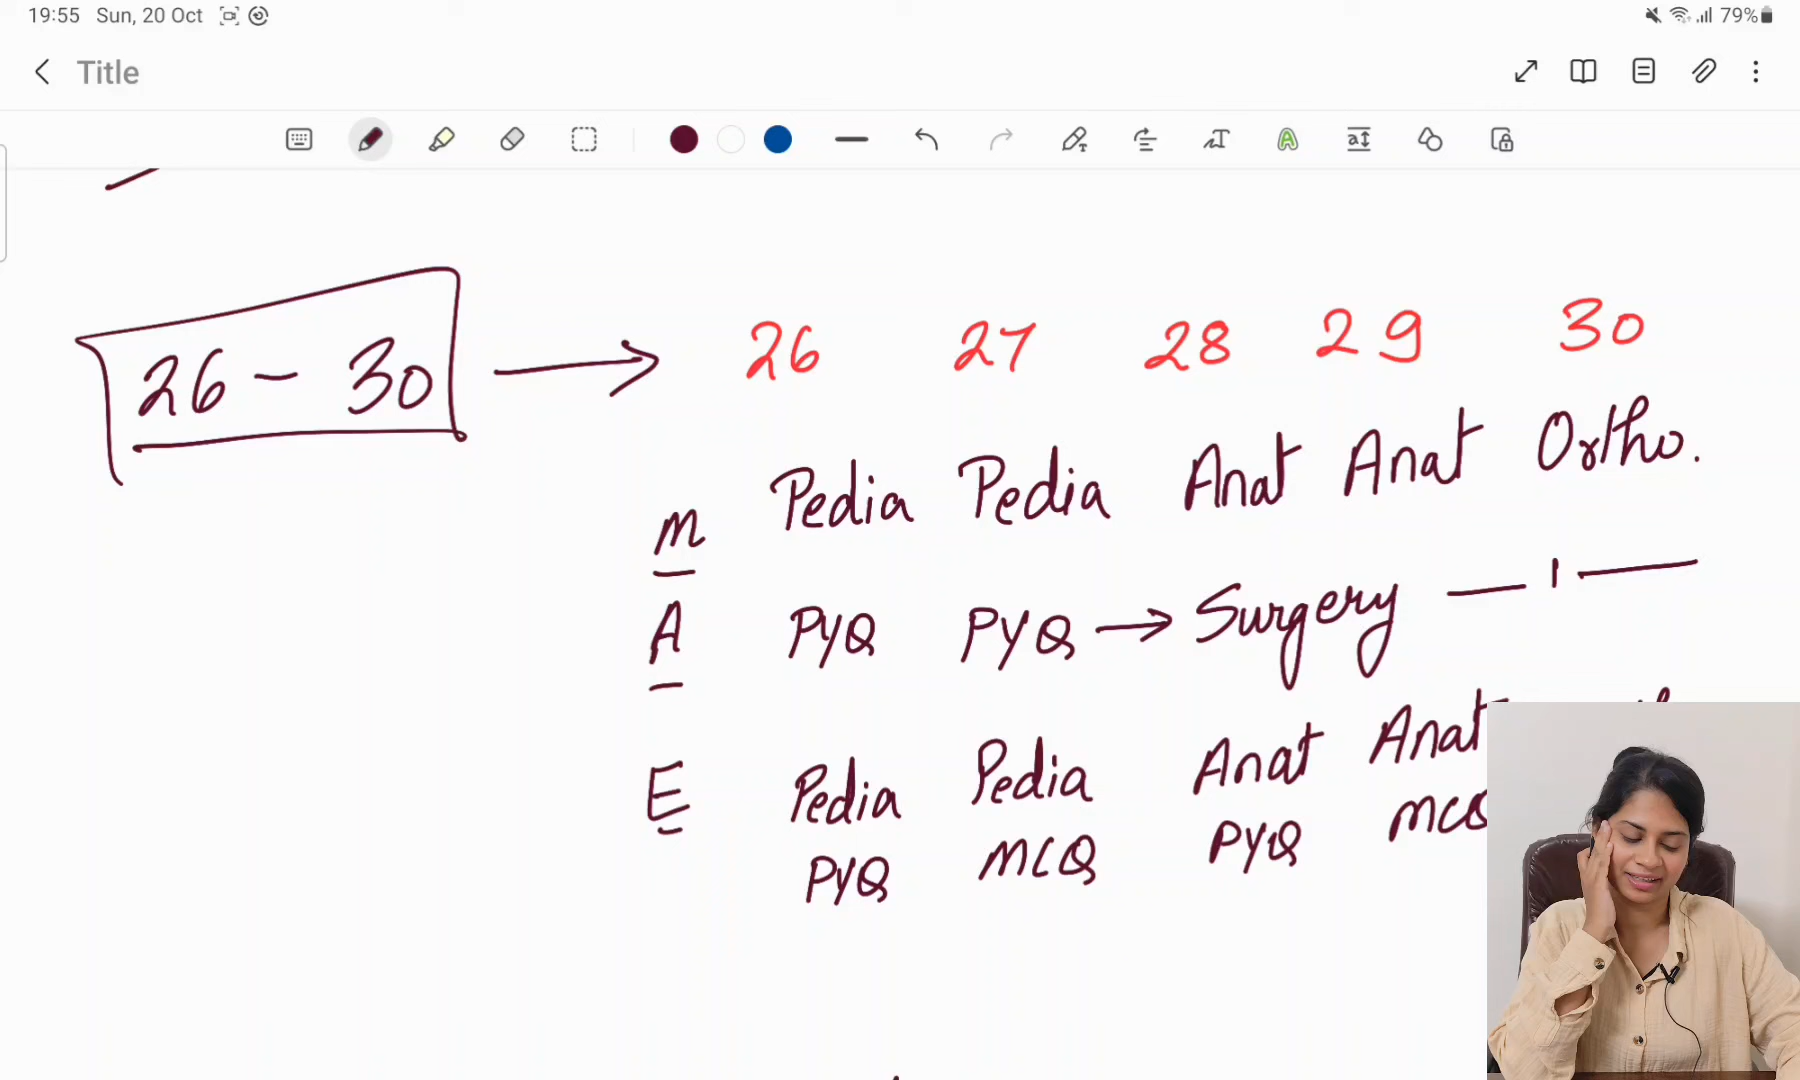 19:55 Sun, 20 Oct 79%
Title
26 - 30 → 26 27 28 29 30
M Pedia Pedia Anat Anat Ortho.
A PYQ PYQ → Surgery
E Pedia Pedia Anat Anat
PYQ MCQ PYQ MCQ